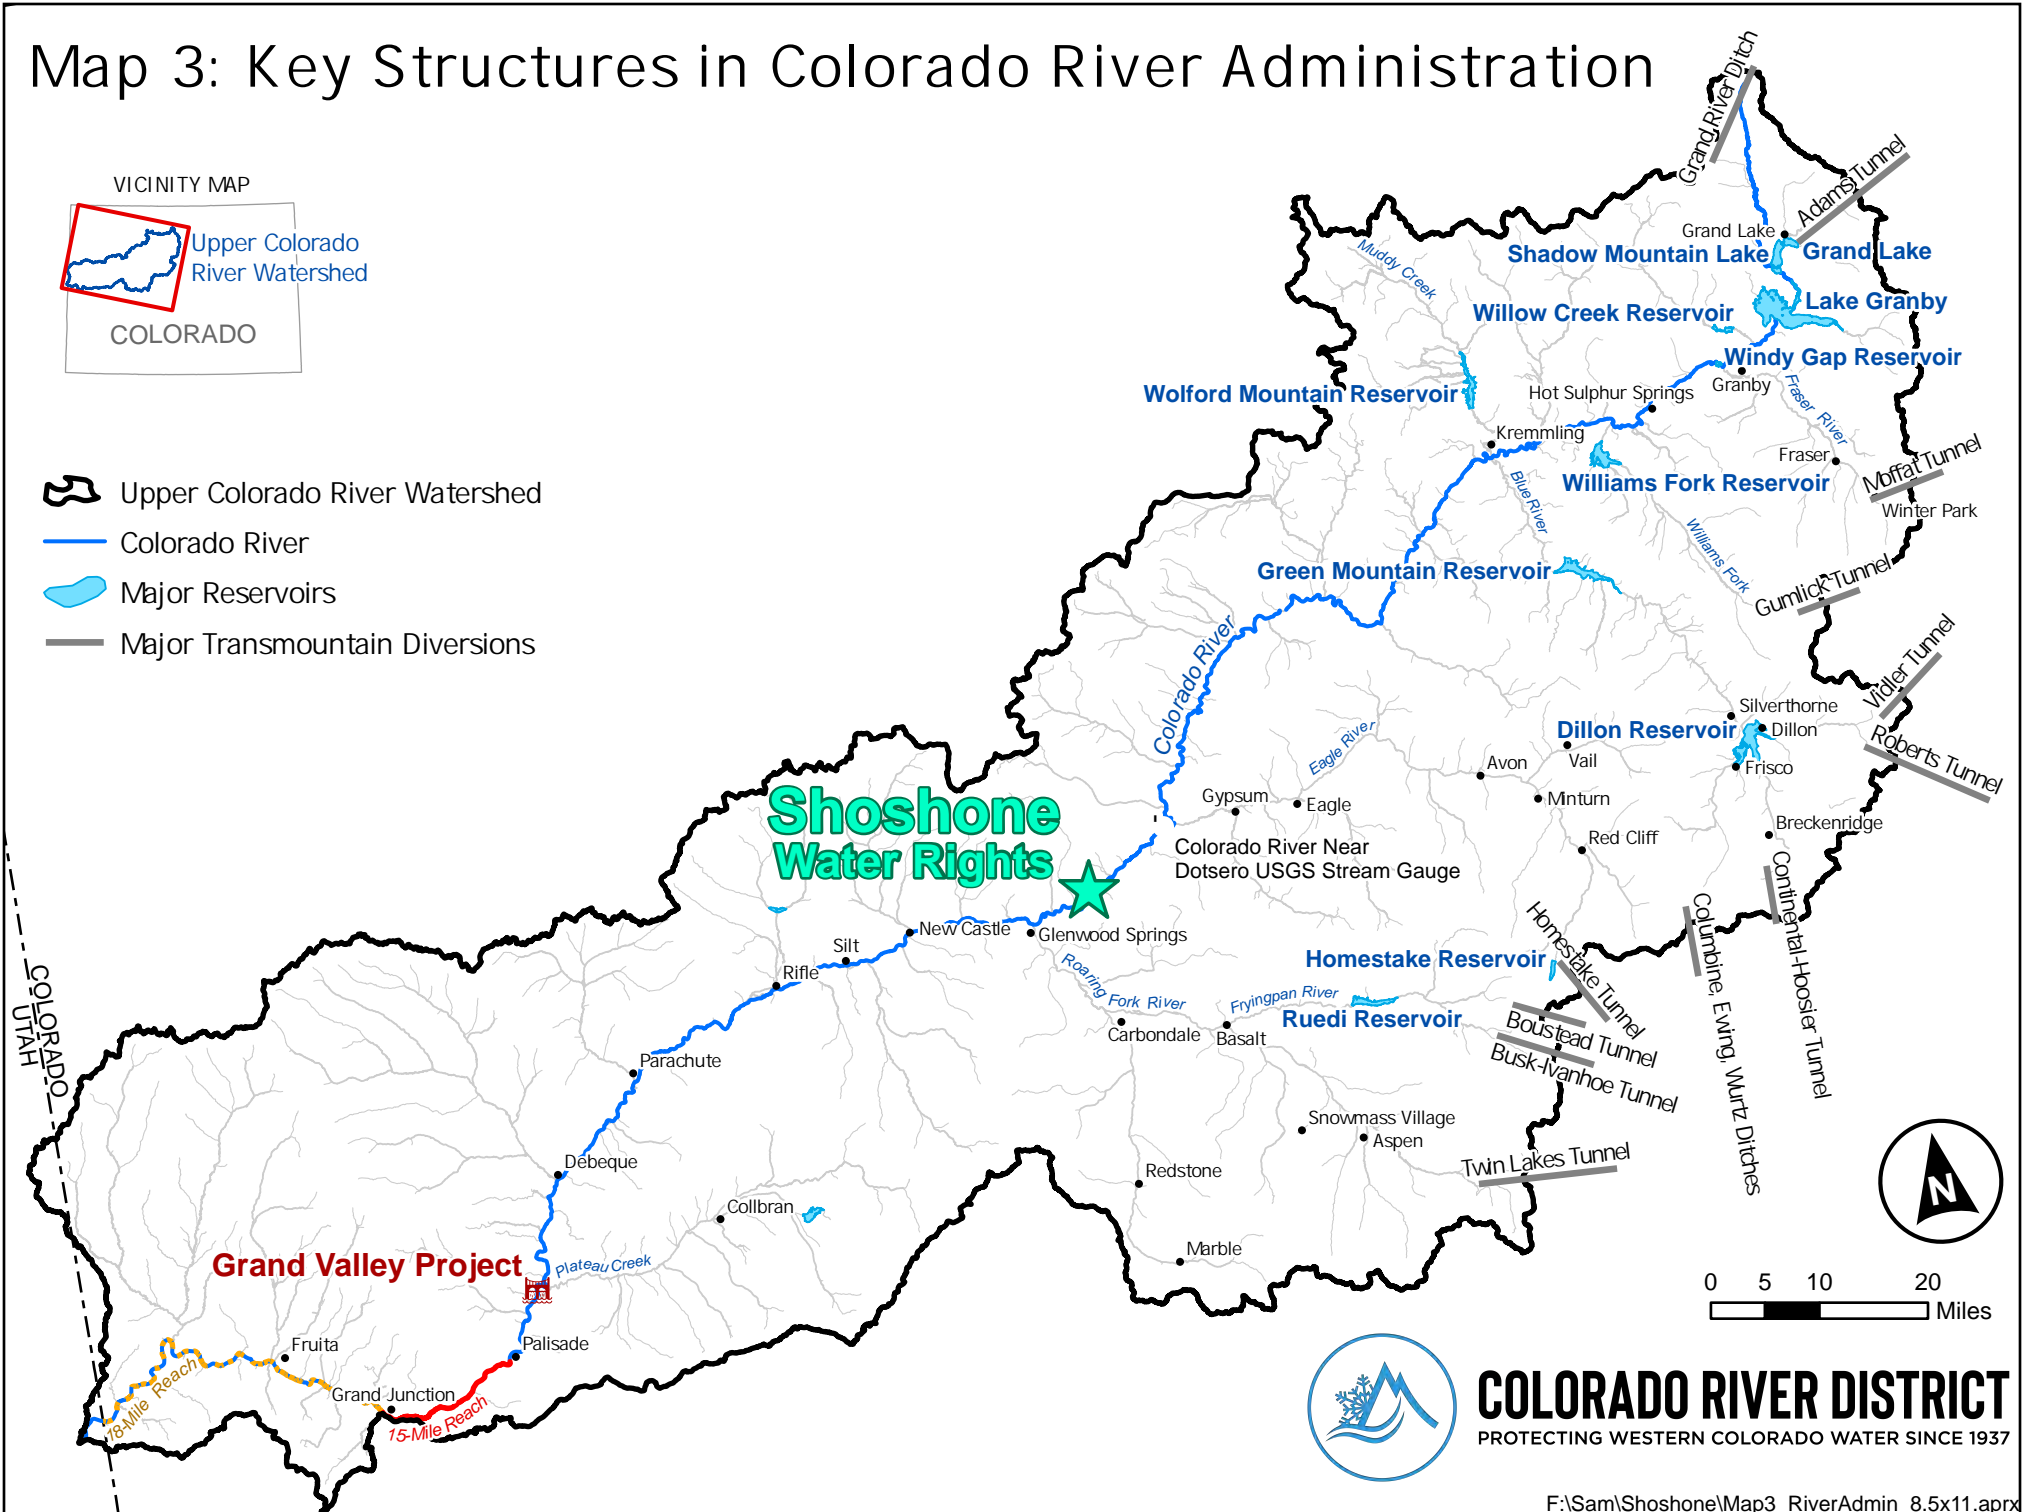 Map 3: Key Structures in Colorado River Administration
VICINITY MAP
Upper Colorado
River Watershed
COLORADO
Upper Colorado River Watershed
Colorado River
Major Reservoirs
Major Transmountain Diversions
Grand River Ditch
Adams Tunnel
Grand Lake
Shadow Mountain Lake
Grand Lake
Muddy Creek
Willow Creek Reservoir
Lake Granby
Windy Gap Reservoir
Granby
Wolford Mountain Reservoir
Hot Sulphur Springs
Fraser River
Kremmling
Fraser
Moffat Tunnel
Williams Fork Reservoir
Winter Park
Blue River
Williams Fork
Green Mountain Reservoir
Gumlick Tunnel
Colorado River
Vidler Tunnel
Silverthorne
Dillon Reservoir
Dillon
Eagle River
Vail
Avon
Frisco
Roberts Tunnel
Gypsum
Eagle
Minturn
Shoshone
Water Rights
Red Cliff
Breckenridge
Colorado River Near
Dotsero USGS Stream Gauge
Continental-Hoosier Tunnel
Columbine, Ewing, Wurtz Ditches
Homestake Tunnel
New Castle
Glenwood Springs
Silt
Rifle
Homestake Reservoir
Roaring Fork River
Fryingpan River
Ruedi Reservoir
Carbondale
Basalt
Boustead Tunnel
Busk-Ivanhoe Tunnel
COLORADO
UTAH
Parachute
Snowmass Village
Aspen
Twin Lakes Tunnel
Debeque
Redstone
Collbran
Grand Valley Project
Plateau Creek
Marble
N
0 5 10 20
Miles
Palisade
Fruita
Grand Junction
18-Mile Reach
15-Mile Reach
COLORADO RIVER DISTRICT
PROTECTING WESTERN COLORADO WATER SINCE 1937
F:\Sam\Shoshone\Map3_RiverAdmin_8.5x11.aprx